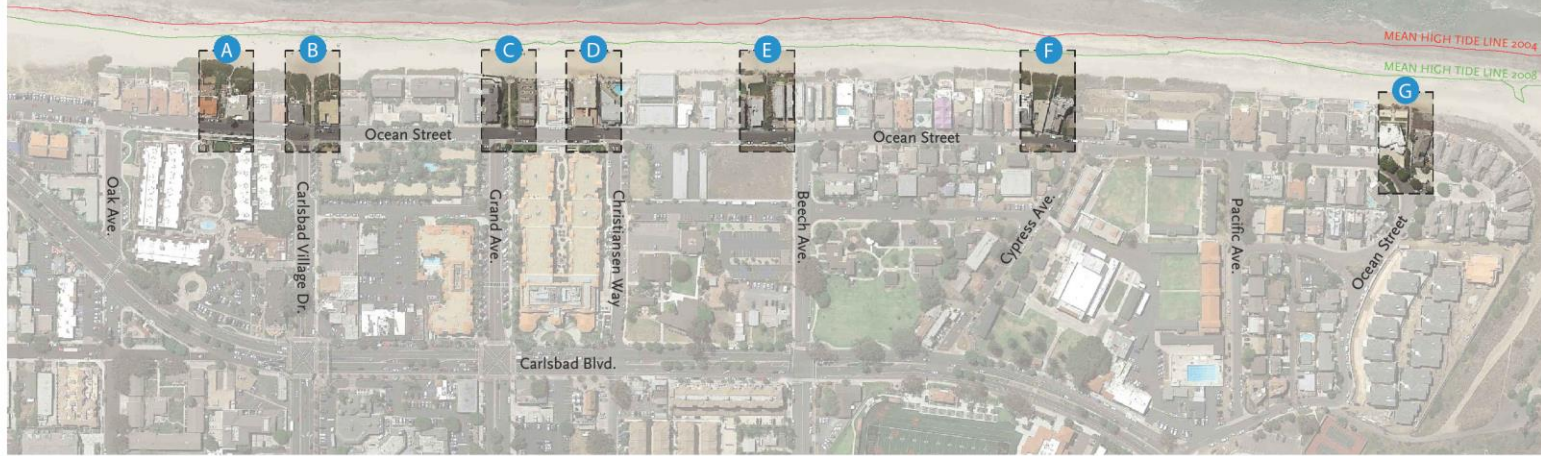 A
B
C
D
E
F
G
MEAN HIGH TIDE LINE 2004
MEAN HIGH TIDE LINE 2008
Ocean Street
Ocean Street
Oak Ave.
Carlsbad Village Dr.
Grand Ave.
Christiansen Way
Beech Ave.
Cypress Ave.
Pacific Ave.
Ocean Street
Carlsbad Blvd.